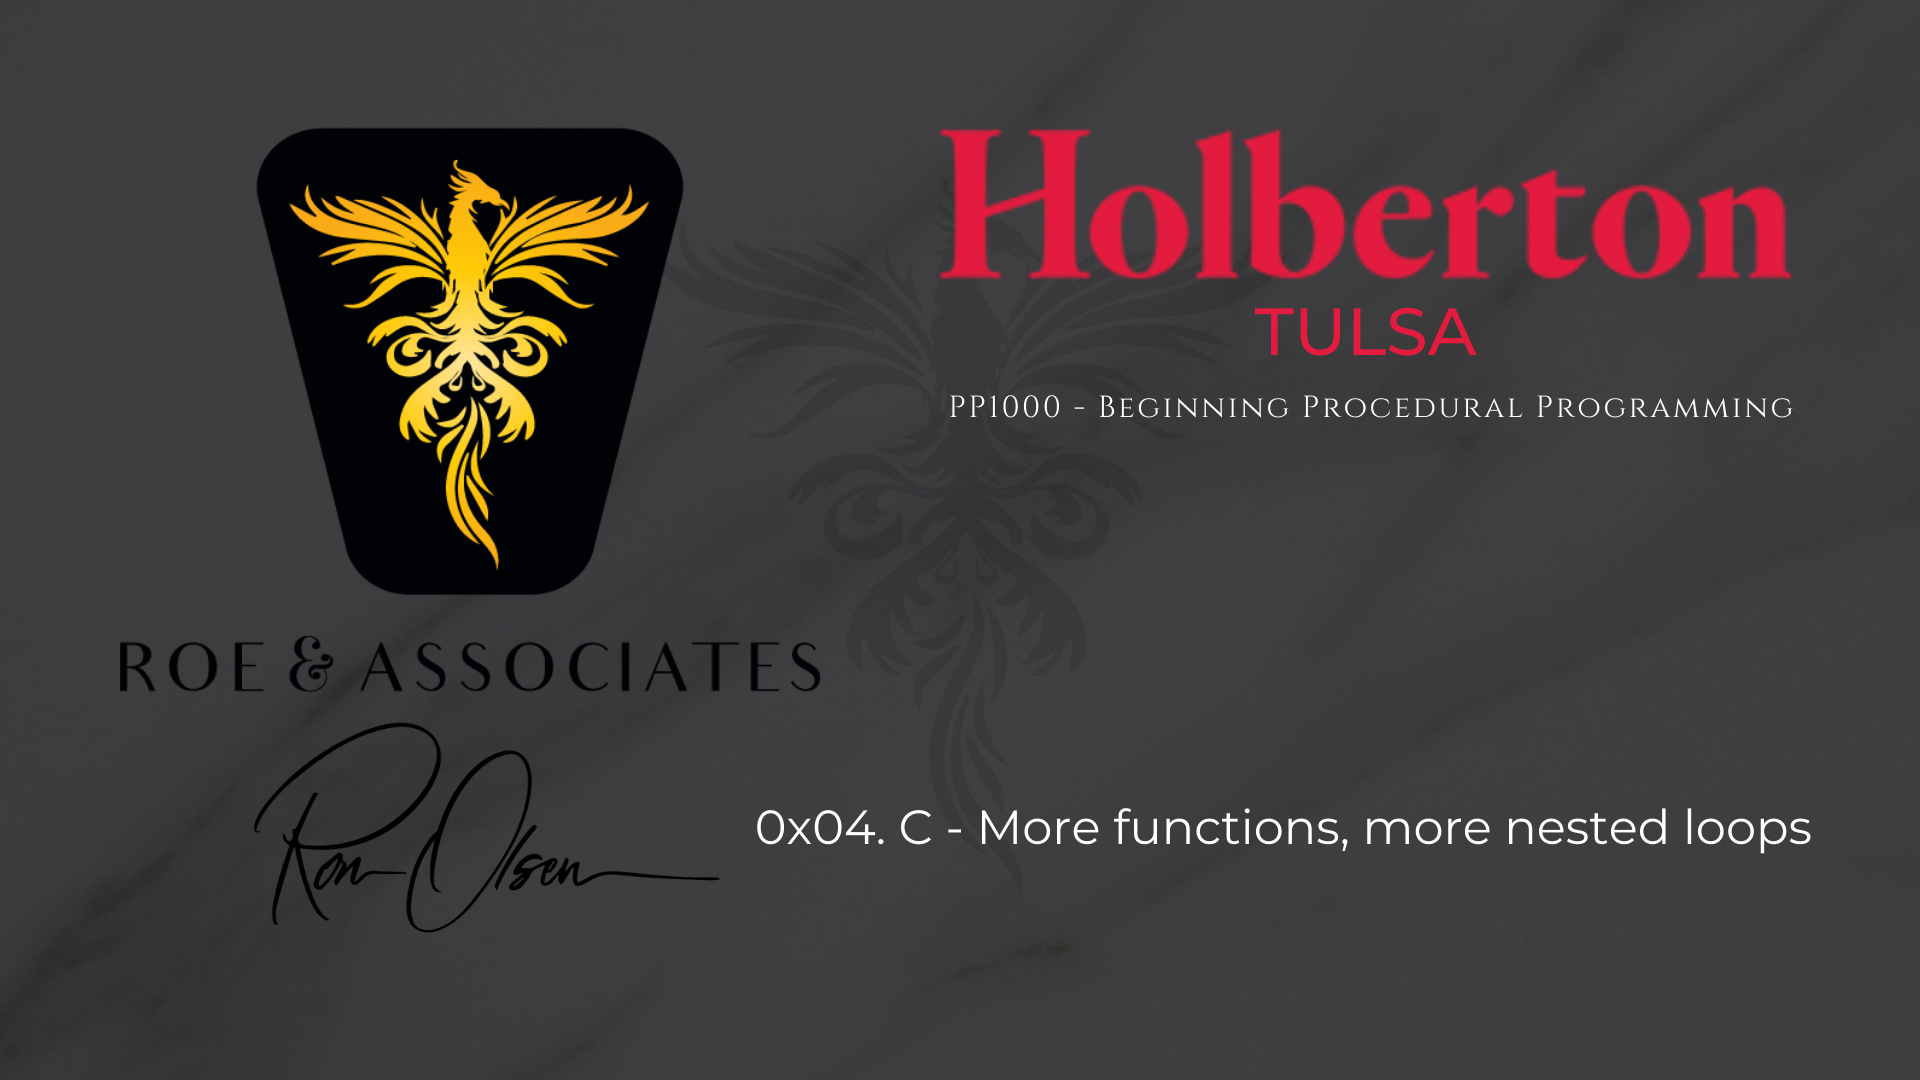 ROE & ASSOCIATES
Ron Olsen
Holberton
TULSA
PP1000 - Beginning Procedural Programming
0x04. C - More functions, more nested loops